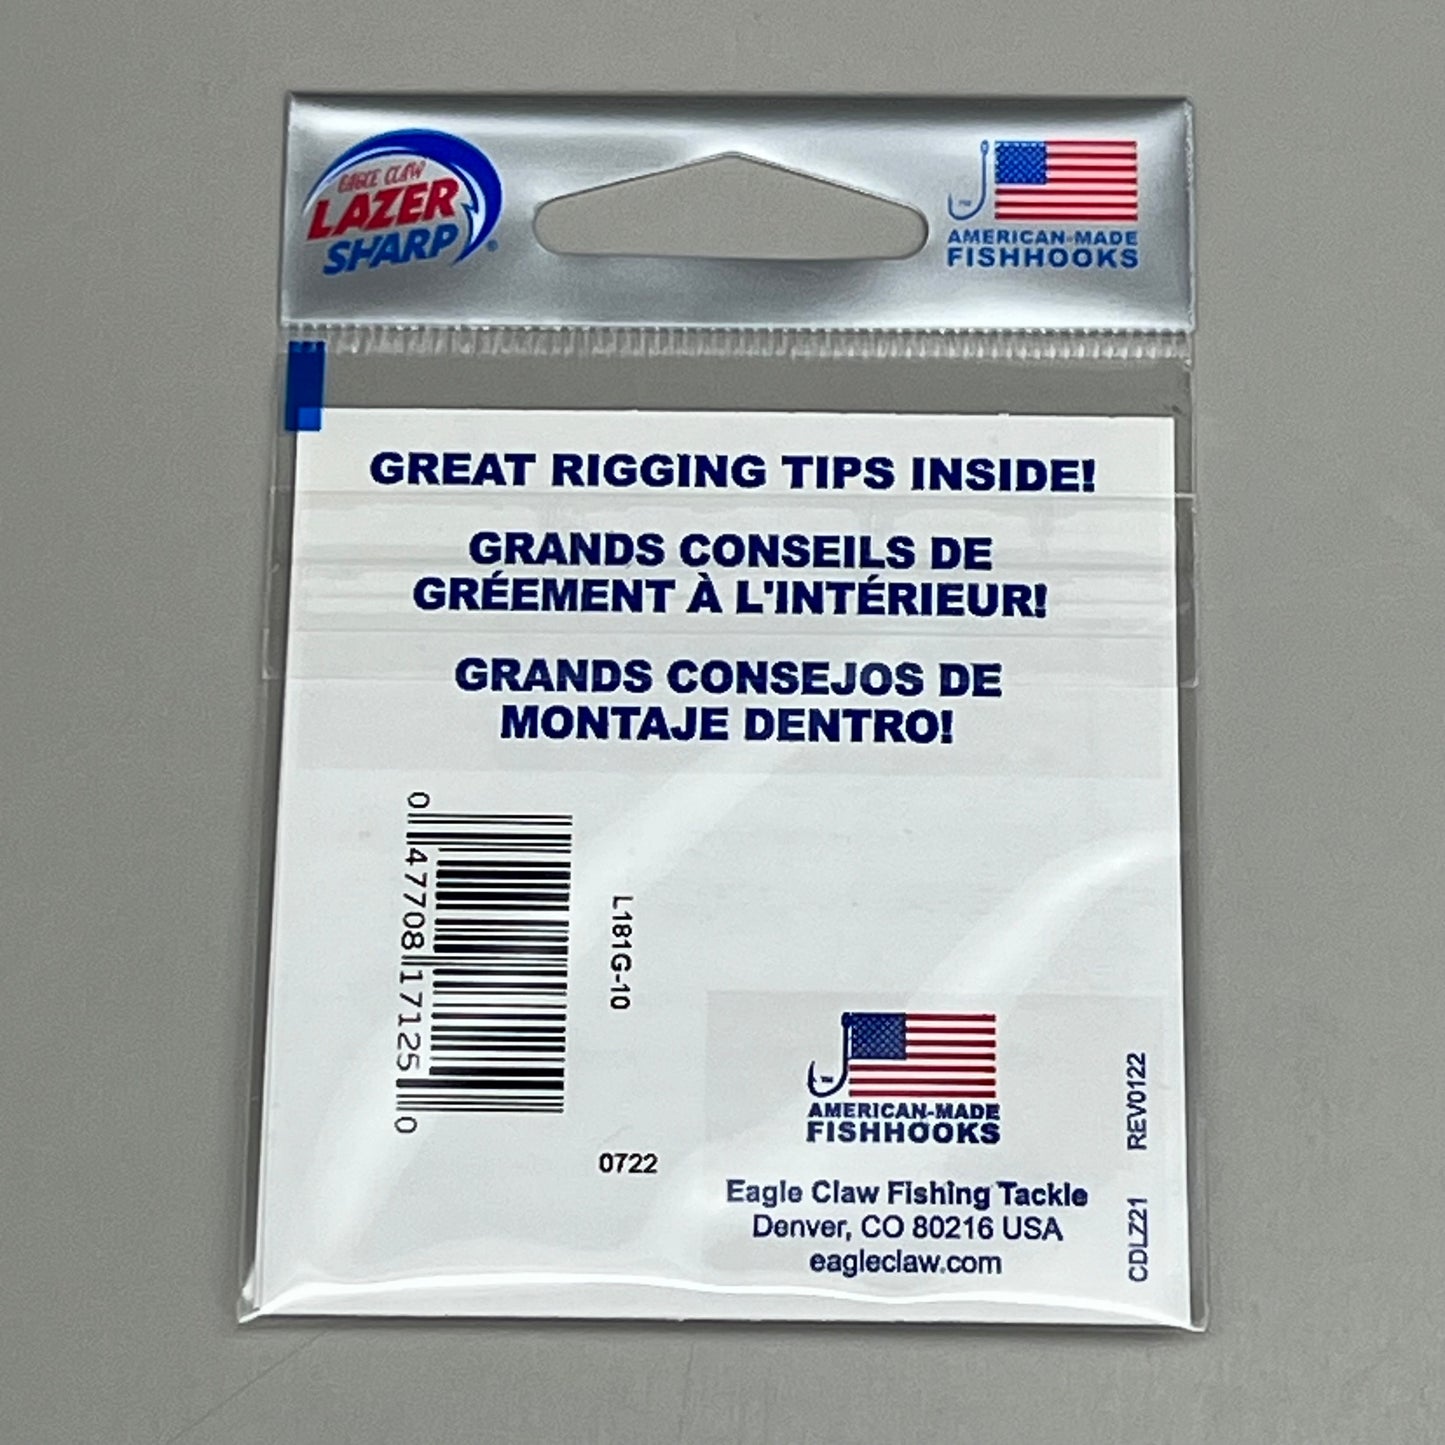 EAGLE CLAW
LAZER
SHARP®
AMERICAN-MADE
FISHHOOKS
GREAT RIGGING TIPS INSIDE!
GRANDS CONSEILS DE
GRÉEMENT À L'INTÉRIEUR!
GRANDS CONSEJOS DE
MONTAJE DENTRO!
0 47708 17125 0
L181G-10
0722
AMERICAN-MADE
FISHHOOKS
Eagle Claw Fishing Tackle
Denver, CO 80216 USA
eagleclaw.com
CDLZ21 REV0122